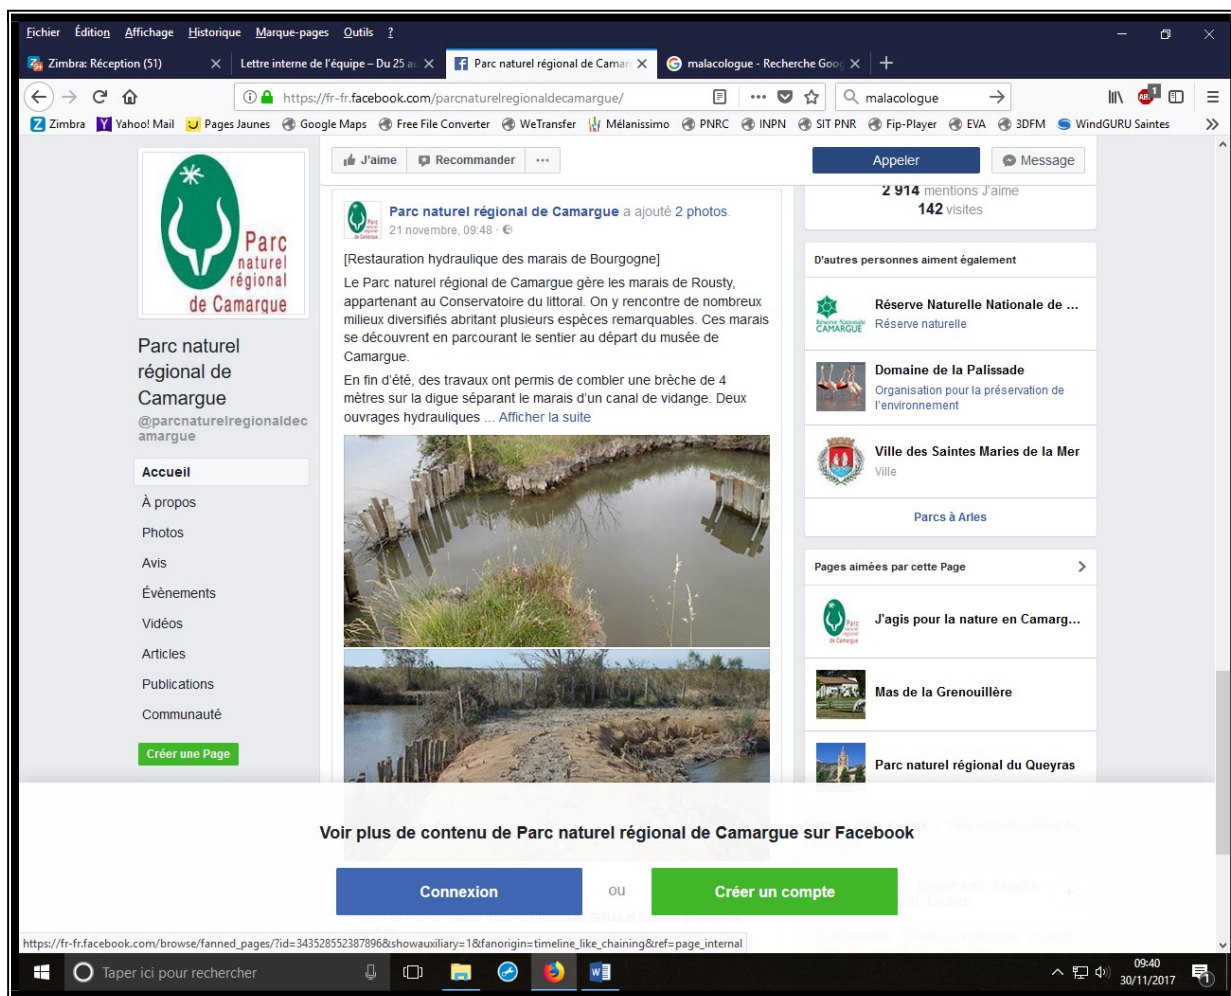 Fichier Édition Affichage Historique Marque-pages Outils ?
Zimbra: Réception (51)
Lettre interne de l'équipe – Du 25 au
Parc naturel régional de Camar
malacologue - Recherche Goog
https://fr-fr.facebook.com/parcnaturelregionaldecamargue/
malacologue
ABP 1
Zimbra Yahoo! Mail Pages Jaunes Google Maps Free File Converter WeTransfer Mélanissimo PNRC INPN SIT PNR Fip-Player EVA 3DFM WindGURU Saintes
Parc
naturel
régional
de Camargue
Parc naturel
régional de
Camargue
@parcnaturelregionaldec
amargue
Accueil
À propos
Photos
Avis
Évènements
Vidéos
Articles
Publications
Communauté
Créer une Page
J'aime Recommander ...
Appeler
Message
Parc naturel régional de Camargue a ajouté 2 photos.
21 novembre, 09:48 ·
[Restauration hydraulique des marais de Bourgogne]
Le Parc naturel régional de Camargue gère les marais de Rousty,
appartenant au Conservatoire du littoral. On y rencontre de nombreux
milieux diversifiés abritant plusieurs espèces remarquables. Ces marais
se découvrent en parcourant le sentier au départ du musée de
Camargue.
En fin d'été, des travaux ont permis de combler une brèche de 4
mètres sur la digue séparant le marais d'un canal de vidange. Deux
ouvrages hydrauliques ... Afficher la suite
2 914 mentions J'aime
142 visites
D'autres personnes aiment également
Réserve Nationale
CAMARGUE
Réserve Naturelle Nationale de ...
Réserve naturelle
Domaine de la Palissade
Organisation pour la préservation de
l'environnement
Ville des Saintes Maries de la Mer
Ville
Parcs à Arles
Pages aimées par cette Page
J'agis pour la nature en Camarg...
Mas de la Grenouillère
Parc naturel régional du Queyras
Voir plus de contenu de Parc naturel régional de Camargue sur Facebook
Connexion
ou
Créer un compte
https://fr-fr.facebook.com/browse/fanned_pages/?id=343528552387896&showauxiliary=1&fanorigin=timeline_like_chaining&ref=page_internal
Taper ici pour rechercher
09:40
30/11/2017
1